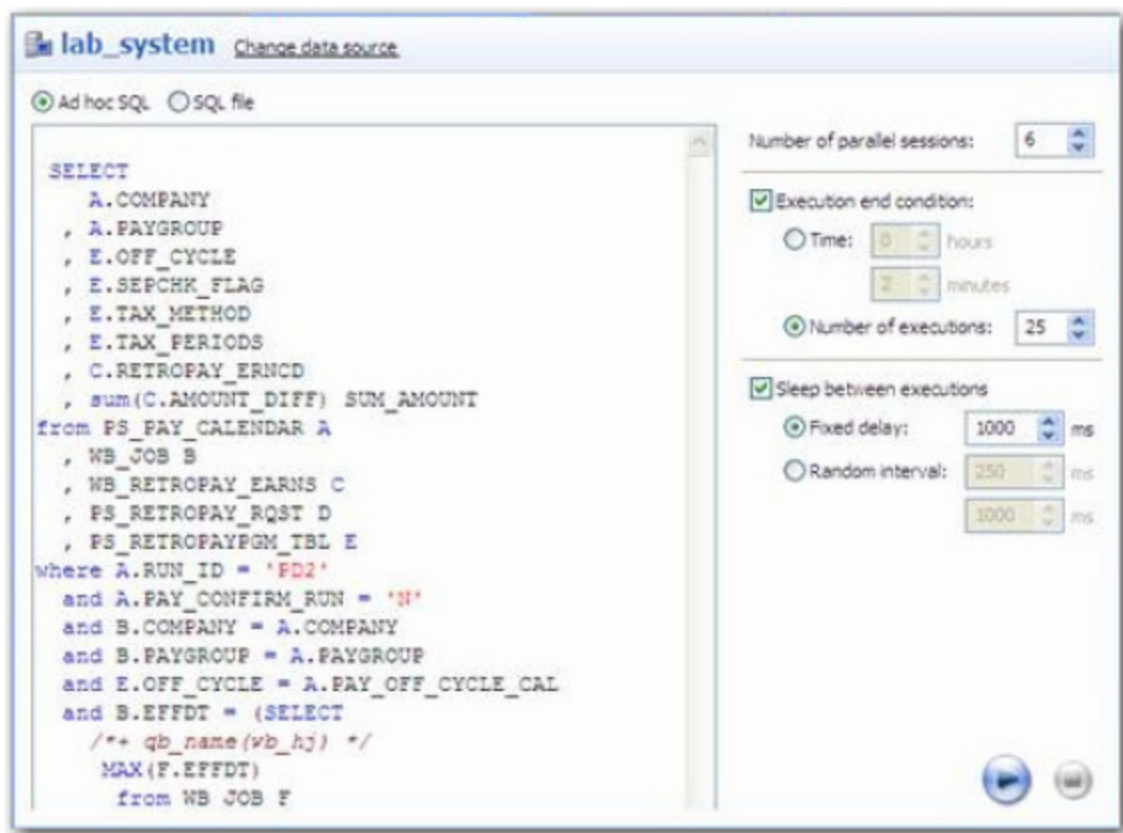 lab_system Change data source
Ad hoc SQL SQL file
SELECT
A.COMPANY
, A.PAYGROUP
, E.OFF_CYCLE
, E.SEPCHK_FLAG
, E.TAX_METHOD
, E.TAX_PERIODS
, C.RETROPAY_ERNCD
, sum(C.AMOUNT_DIFF) SUM_AMOUNT
from PS_PAY_CALENDAR A
, WB_JOB B
, WB_RETROPAY_EARNS C
, PS_RETROPAY_RQST D
, PS_RETROPAYPGM_TBL E
where A.RUN_ID = 'PD2'
and A.PAY_CONFIRM_RUN = 'N'
and B.COMPANY = A.COMPANY
and B.PAYGROUP = A.PAYGROUP
and E.OFF_CYCLE = A.PAY_OFF_CYCLE_CAL
and B.EFFDT = (SELECT
/*+ qb_name(wb_hj) */
MAX(F.EFFDT)
from WB_JOB F
Number of parallel sessions: 6
Execution end condition:
Time: 0 hours
2 minutes
Number of executions: 25
Sleep between executions
Fixed delay: 1000 ms
Random interval: 250 ms
1000 ms